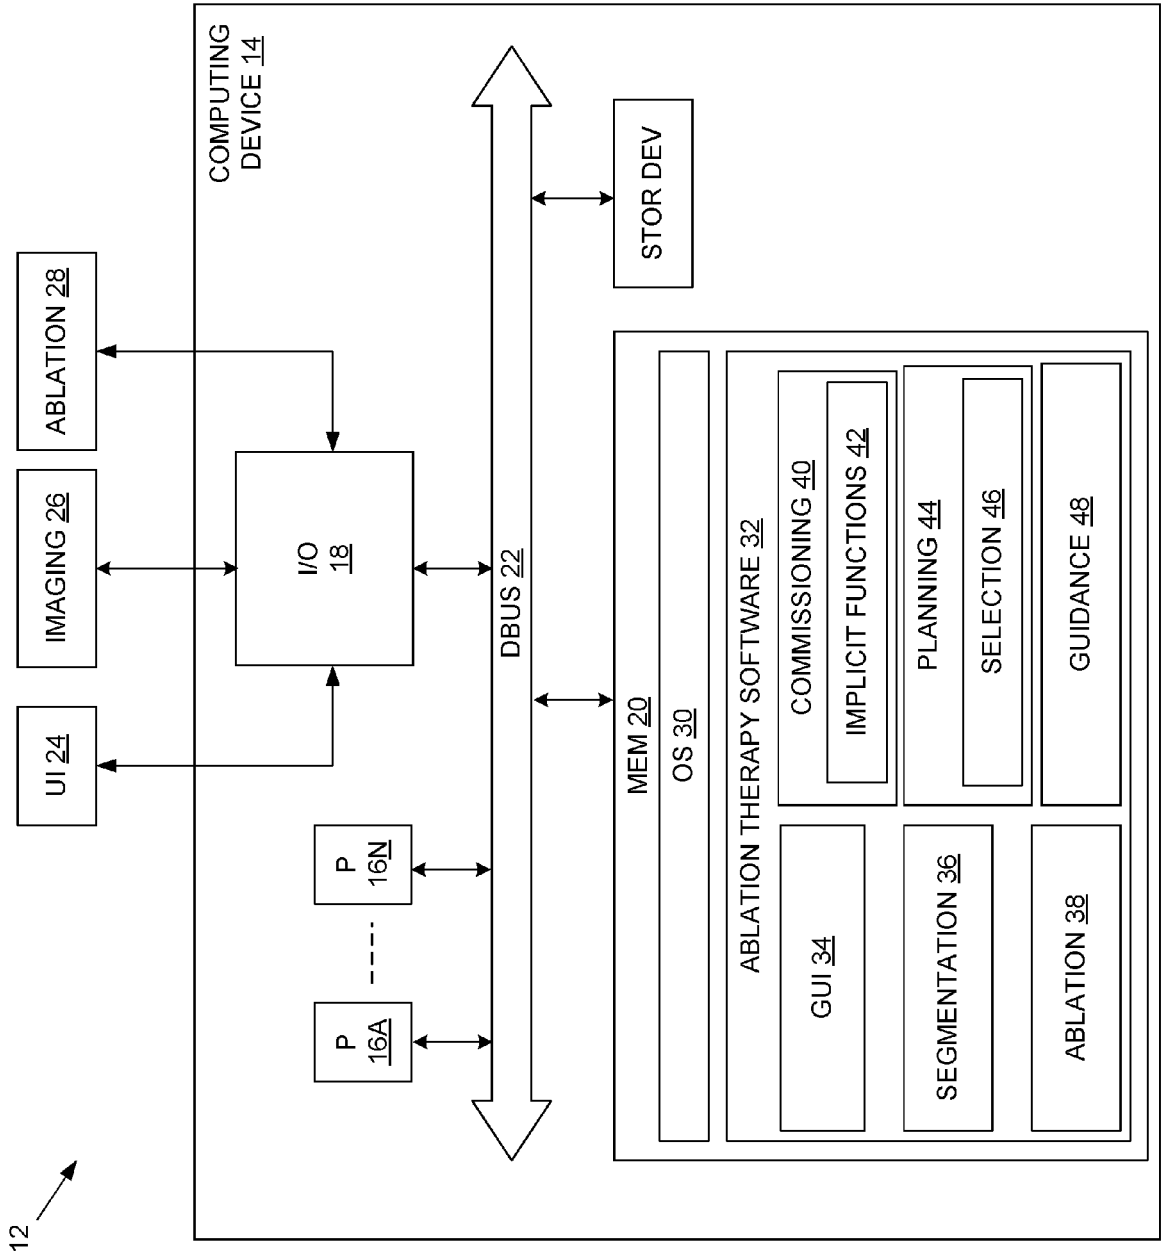 12
COMPUTING
DEVICE 14
UI 24
IMAGING 26
ABLATION 28
P
16A
P
16N
I/O
18
DBUS 22
STOR DEV
MEM 20
OS 30
ABLATION THERAPY SOFTWARE 32
GUI 34
SEGMENTATION 36
ABLATION 38
COMMISSIONING 40
IMPLICIT FUNCTIONS 42
PLANNING 44
SELECTION 46
GUIDANCE 48